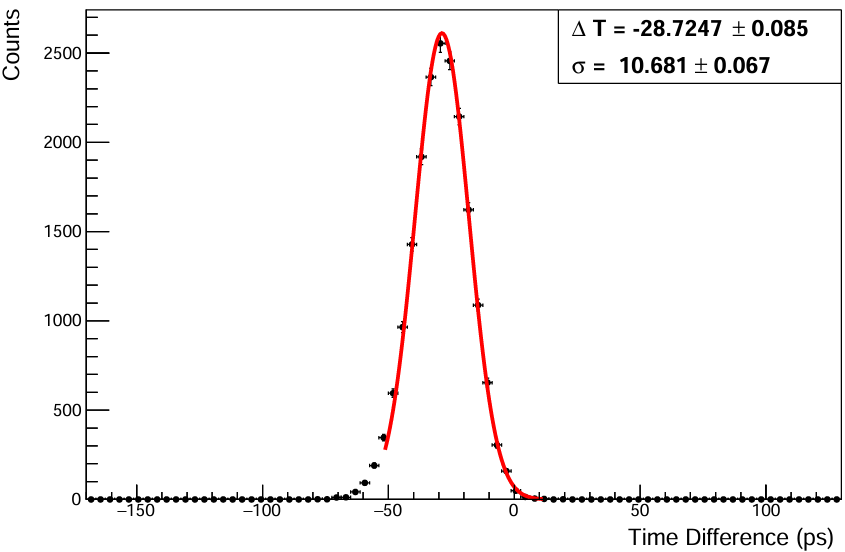 Counts
Δ T = -28.7247 ± 0.085
σ = 10.681 ± 0.067
2500
2000
1500
1000
500
0
−150 −100 −50 0 50 100
Time Difference (ps)